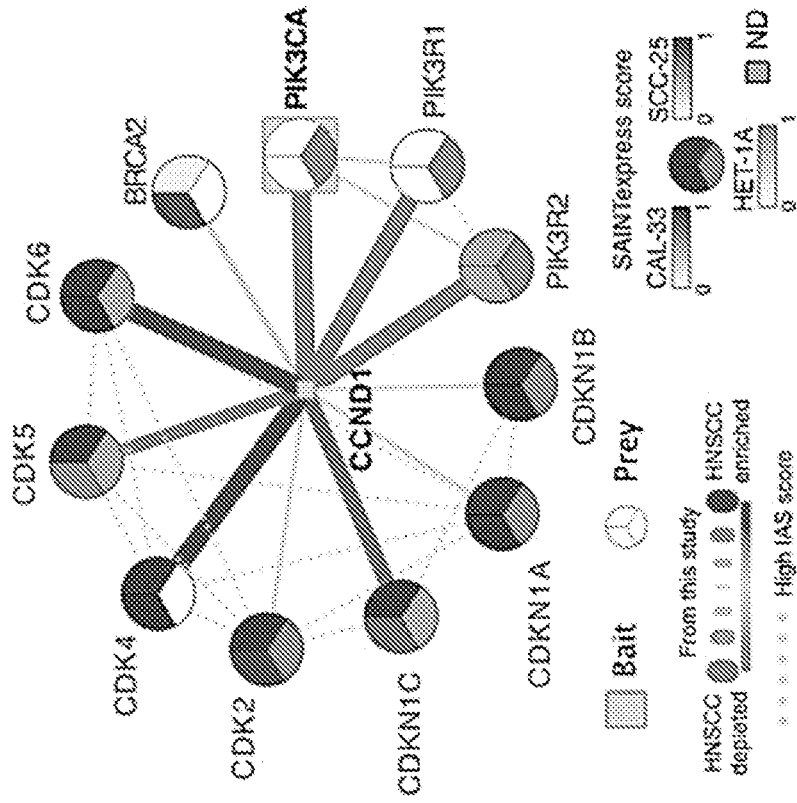 CDK4
CDK5
CDK6
BRCA2
PIK3CA
PIK3R1
PIK3R2
CDKN1B
CDKN1A
CDKN1C
CDK2
CCND1
Bait
Prey
From this study
HNSCC depleted
HNSCC enriched
High IAS score
SAINTexpress score
CAL-33
0 1
SCC-25
0 1
HET-1A
0 1
ND